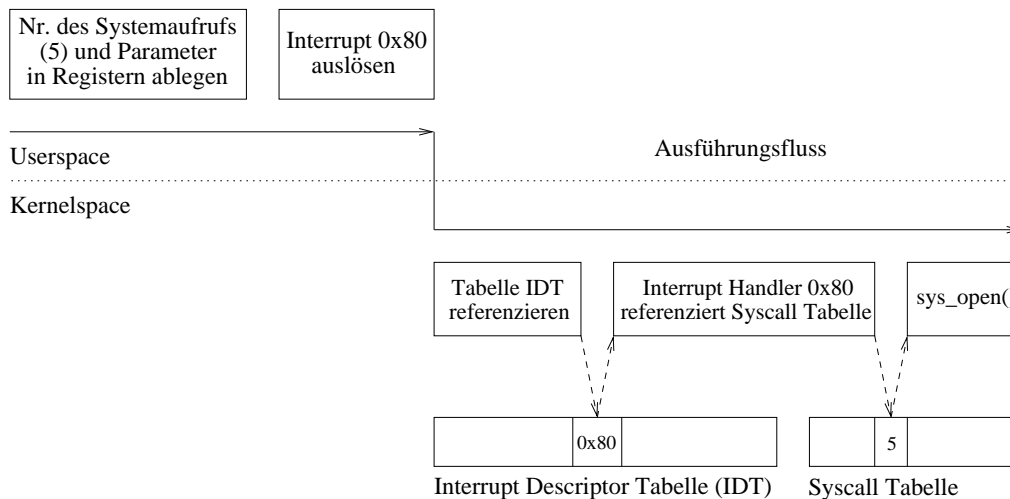 Nr. des Systemaufrufs
(5) und Parameter
in Registern ablegen
Interrupt 0x80
auslösen
Userspace
Ausführungsfluss
Kernelspace
Tabelle IDT
referenzieren
Interrupt Handler 0x80
referenziert Syscall Tabelle
sys_open(
0x80
5
Interrupt Descriptor Tabelle (IDT)
Syscall Tabelle